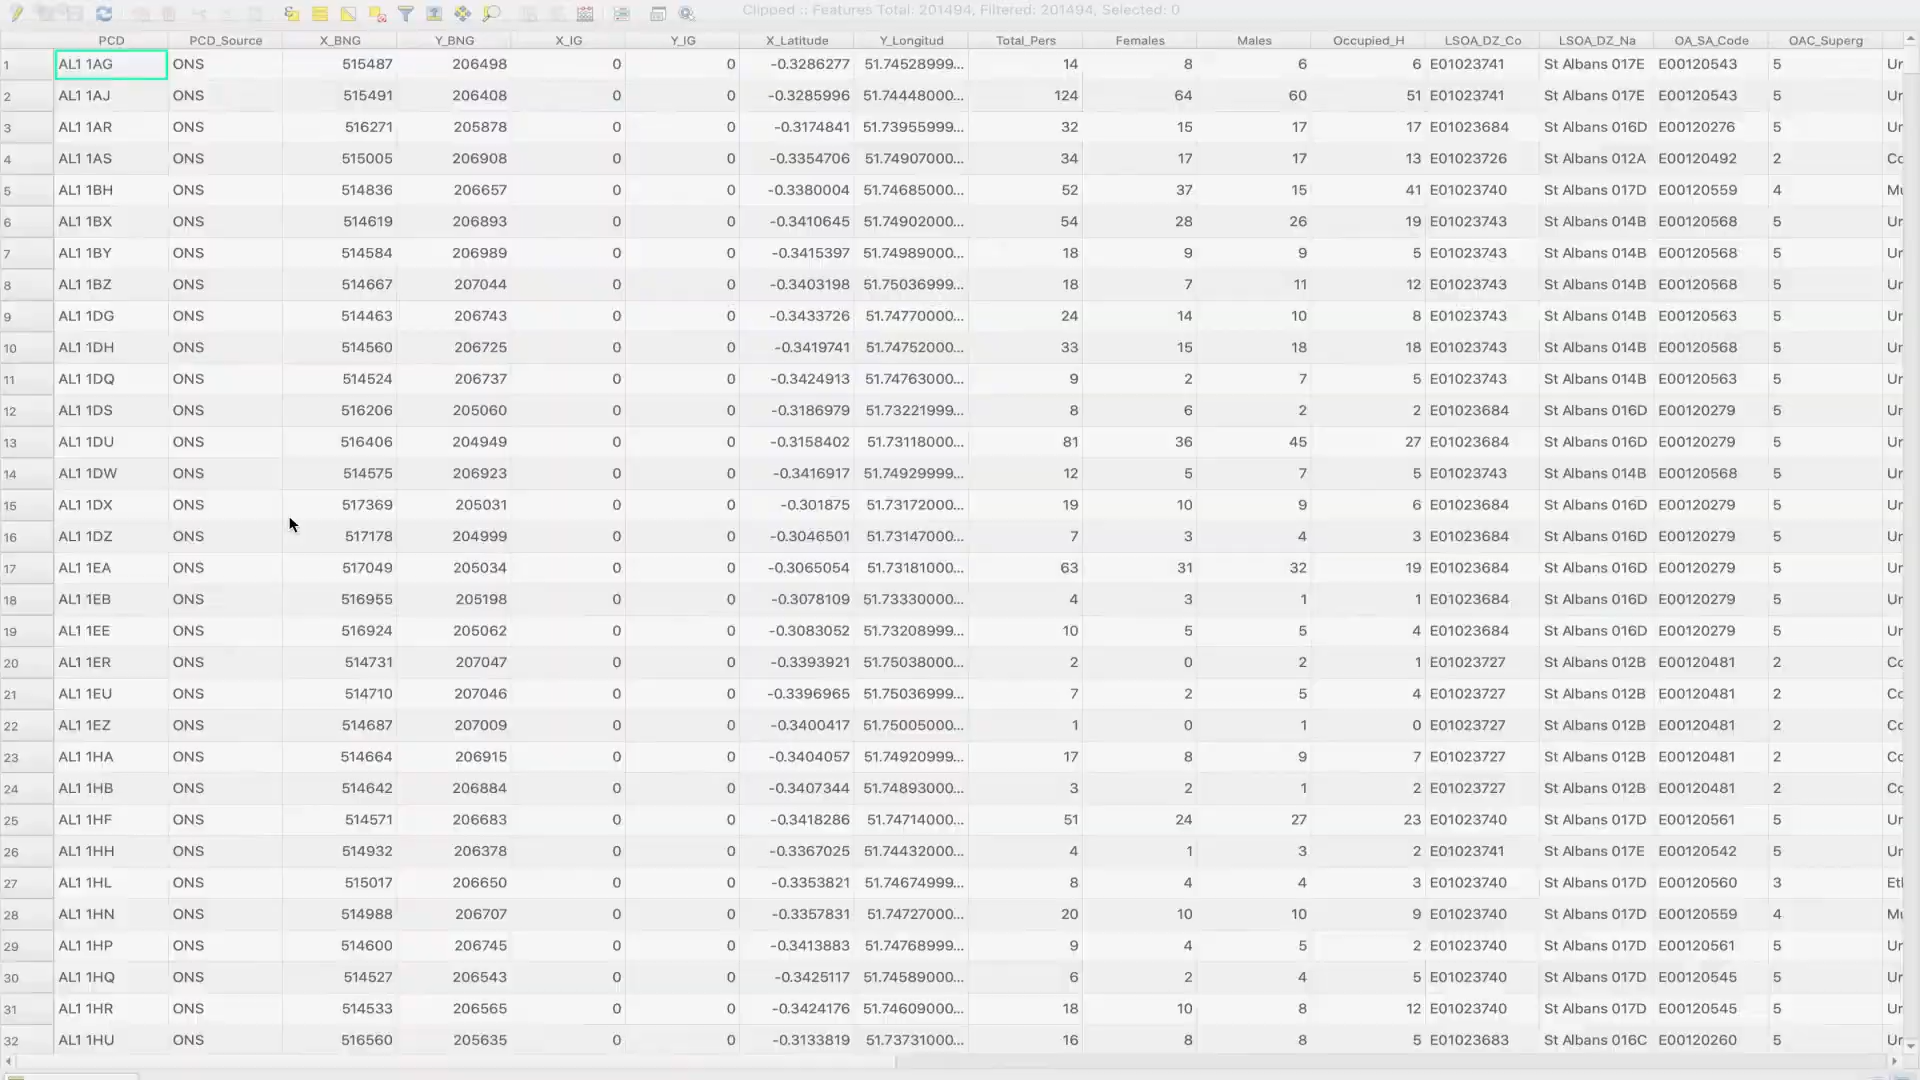 Clipped :: Features Total: 201494, Filtered: 201494, Selected: 0
PCD PCD_Source X_BNG Y_BNG X_IG Y_IG X_Latitude Y_Longitud Total_Pers Females Males Occupied_H LSOA_DZ_Co LSOA_DZ_Na OA_SA_Code OAC_Superg
1 AL1 1AG ONS 515487 206498 0 0 -0.3286277 51.74528999... 14 8 6 6 E01023741 St Albans 017E E00120543 5 Ur
2 AL1 1AJ ONS 515491 206408 0 0 -0.3285996 51.74448000... 124 64 60 51 E01023741 St Albans 017E E00120543 5 Ur
3 AL1 1AR ONS 516271 205878 0 0 -0.3174841 51.73955999... 32 15 17 17 E01023684 St Albans 016D E00120276 5 Ur
4 AL1 1AS ONS 515005 206908 0 0 -0.3354706 51.74907000... 34 17 17 13 E01023726 St Albans 012A E00120492 2 Co
5 AL1 1BH ONS 514836 206657 0 0 -0.3380004 51.74685000... 52 37 15 41 E01023740 St Albans 017D E00120559 4 Mu
6 AL1 1BX ONS 514619 206893 0 0 -0.3410645 51.74902000... 54 28 26 19 E01023743 St Albans 014B E00120568 5 Ur
7 AL1 1BY ONS 514584 206989 0 0 -0.3415397 51.74989000... 18 9 9 5 E01023743 St Albans 014B E00120568 5 Ur
8 AL1 1BZ ONS 514667 207044 0 0 -0.3403198 51.75036999... 18 7 11 12 E01023743 St Albans 014B E00120568 5 Ur
9 AL1 1DG ONS 514463 206743 0 0 -0.3433726 51.74770000... 24 14 10 8 E01023743 St Albans 014B E00120563 5 Ur
10 AL1 1DH ONS 514560 206725 0 0 -0.3419741 51.74752000... 33 15 18 18 E01023743 St Albans 014B E00120568 5 Ur
11 AL1 1DQ ONS 514524 206737 0 0 -0.3424913 51.74763000... 9 2 7 5 E01023743 St Albans 014B E00120563 5 Ur
12 AL1 1DS ONS 516206 205060 0 0 -0.3186979 51.73221999... 8 6 2 2 E01023684 St Albans 016D E00120279 5 Ur
13 AL1 1DU ONS 516406 204949 0 0 -0.3158402 51.73118000... 81 36 45 27 E01023684 St Albans 016D E00120279 5 Ur
14 AL1 1DW ONS 514575 206923 0 0 -0.3416917 51.74929999... 12 5 7 5 E01023743 St Albans 014B E00120568 5 Ur
15 AL1 1DX ONS 517369 205031 0 0 -0.301875 51.73172000... 19 10 9 6 E01023684 St Albans 016D E00120279 5 Ur
16 AL1 1DZ ONS 517178 204999 0 0 -0.3046501 51.73147000... 7 3 4 3 E01023684 St Albans 016D E00120279 5 Ur
17 AL1 1EA ONS 517049 205034 0 0 -0.3065054 51.73181000... 63 31 32 19 E01023684 St Albans 016D E00120279 5 Ur
18 AL1 1EB ONS 516955 205198 0 0 -0.3078109 51.73330000... 4 3 1 1 E01023684 St Albans 016D E00120279 5 Ur
19 AL1 1EE ONS 516924 205062 0 0 -0.3083052 51.73208999... 10 5 5 4 E01023684 St Albans 016D E00120279 5 Ur
20 AL1 1ER ONS 514731 207047 0 0 -0.3393921 51.75038000... 2 0 2 1 E01023727 St Albans 012B E00120481 2 Co
21 AL1 1EU ONS 514710 207046 0 0 -0.3396965 51.75036999... 7 2 5 4 E01023727 St Albans 012B E00120481 2 Co
22 AL1 1EZ ONS 514687 207009 0 0 -0.3400417 51.75005000... 1 0 1 0 E01023727 St Albans 012B E00120481 2 Co
23 AL1 1HA ONS 514664 206915 0 0 -0.3404057 51.74920999... 17 8 9 7 E01023727 St Albans 012B E00120481 2 Co
24 AL1 1HB ONS 514642 206884 0 0 -0.3407344 51.74893000... 3 2 1 2 E01023727 St Albans 012B E00120481 2 Co
25 AL1 1HF ONS 514571 206683 0 0 -0.3418286 51.74714000... 51 24 27 23 E01023740 St Albans 017D E00120561 5 Ur
26 AL1 1HH ONS 514932 206378 0 0 -0.3367025 51.74432000... 4 1 3 2 E01023741 St Albans 017E E00120542 5 Ur
27 AL1 1HL ONS 515017 206650 0 0 -0.3353821 51.74674999... 8 4 4 3 E01023740 St Albans 017D E00120560 3 Etl
28 AL1 1HN ONS 514988 206707 0 0 -0.3357831 51.74727000... 20 10 10 9 E01023740 St Albans 017D E00120559 4 Mu
29 AL1 1HP ONS 514600 206745 0 0 -0.3413883 51.74768999... 9 4 5 2 E01023740 St Albans 017D E00120561 5 Ur
30 AL1 1HQ ONS 514527 206543 0 0 -0.3425117 51.74589000... 6 2 4 5 E01023740 St Albans 017D E00120545 5 Ur
31 AL1 1HR ONS 514533 206565 0 0 -0.3424176 51.74609000... 18 10 8 12 E01023740 St Albans 017D E00120545 5 Ur
32 AL1 1HU ONS 516560 205635 0 0 -0.3133819 51.73731000... 16 8 8 5 E01023683 St Albans 016C E00120260 5 Ur